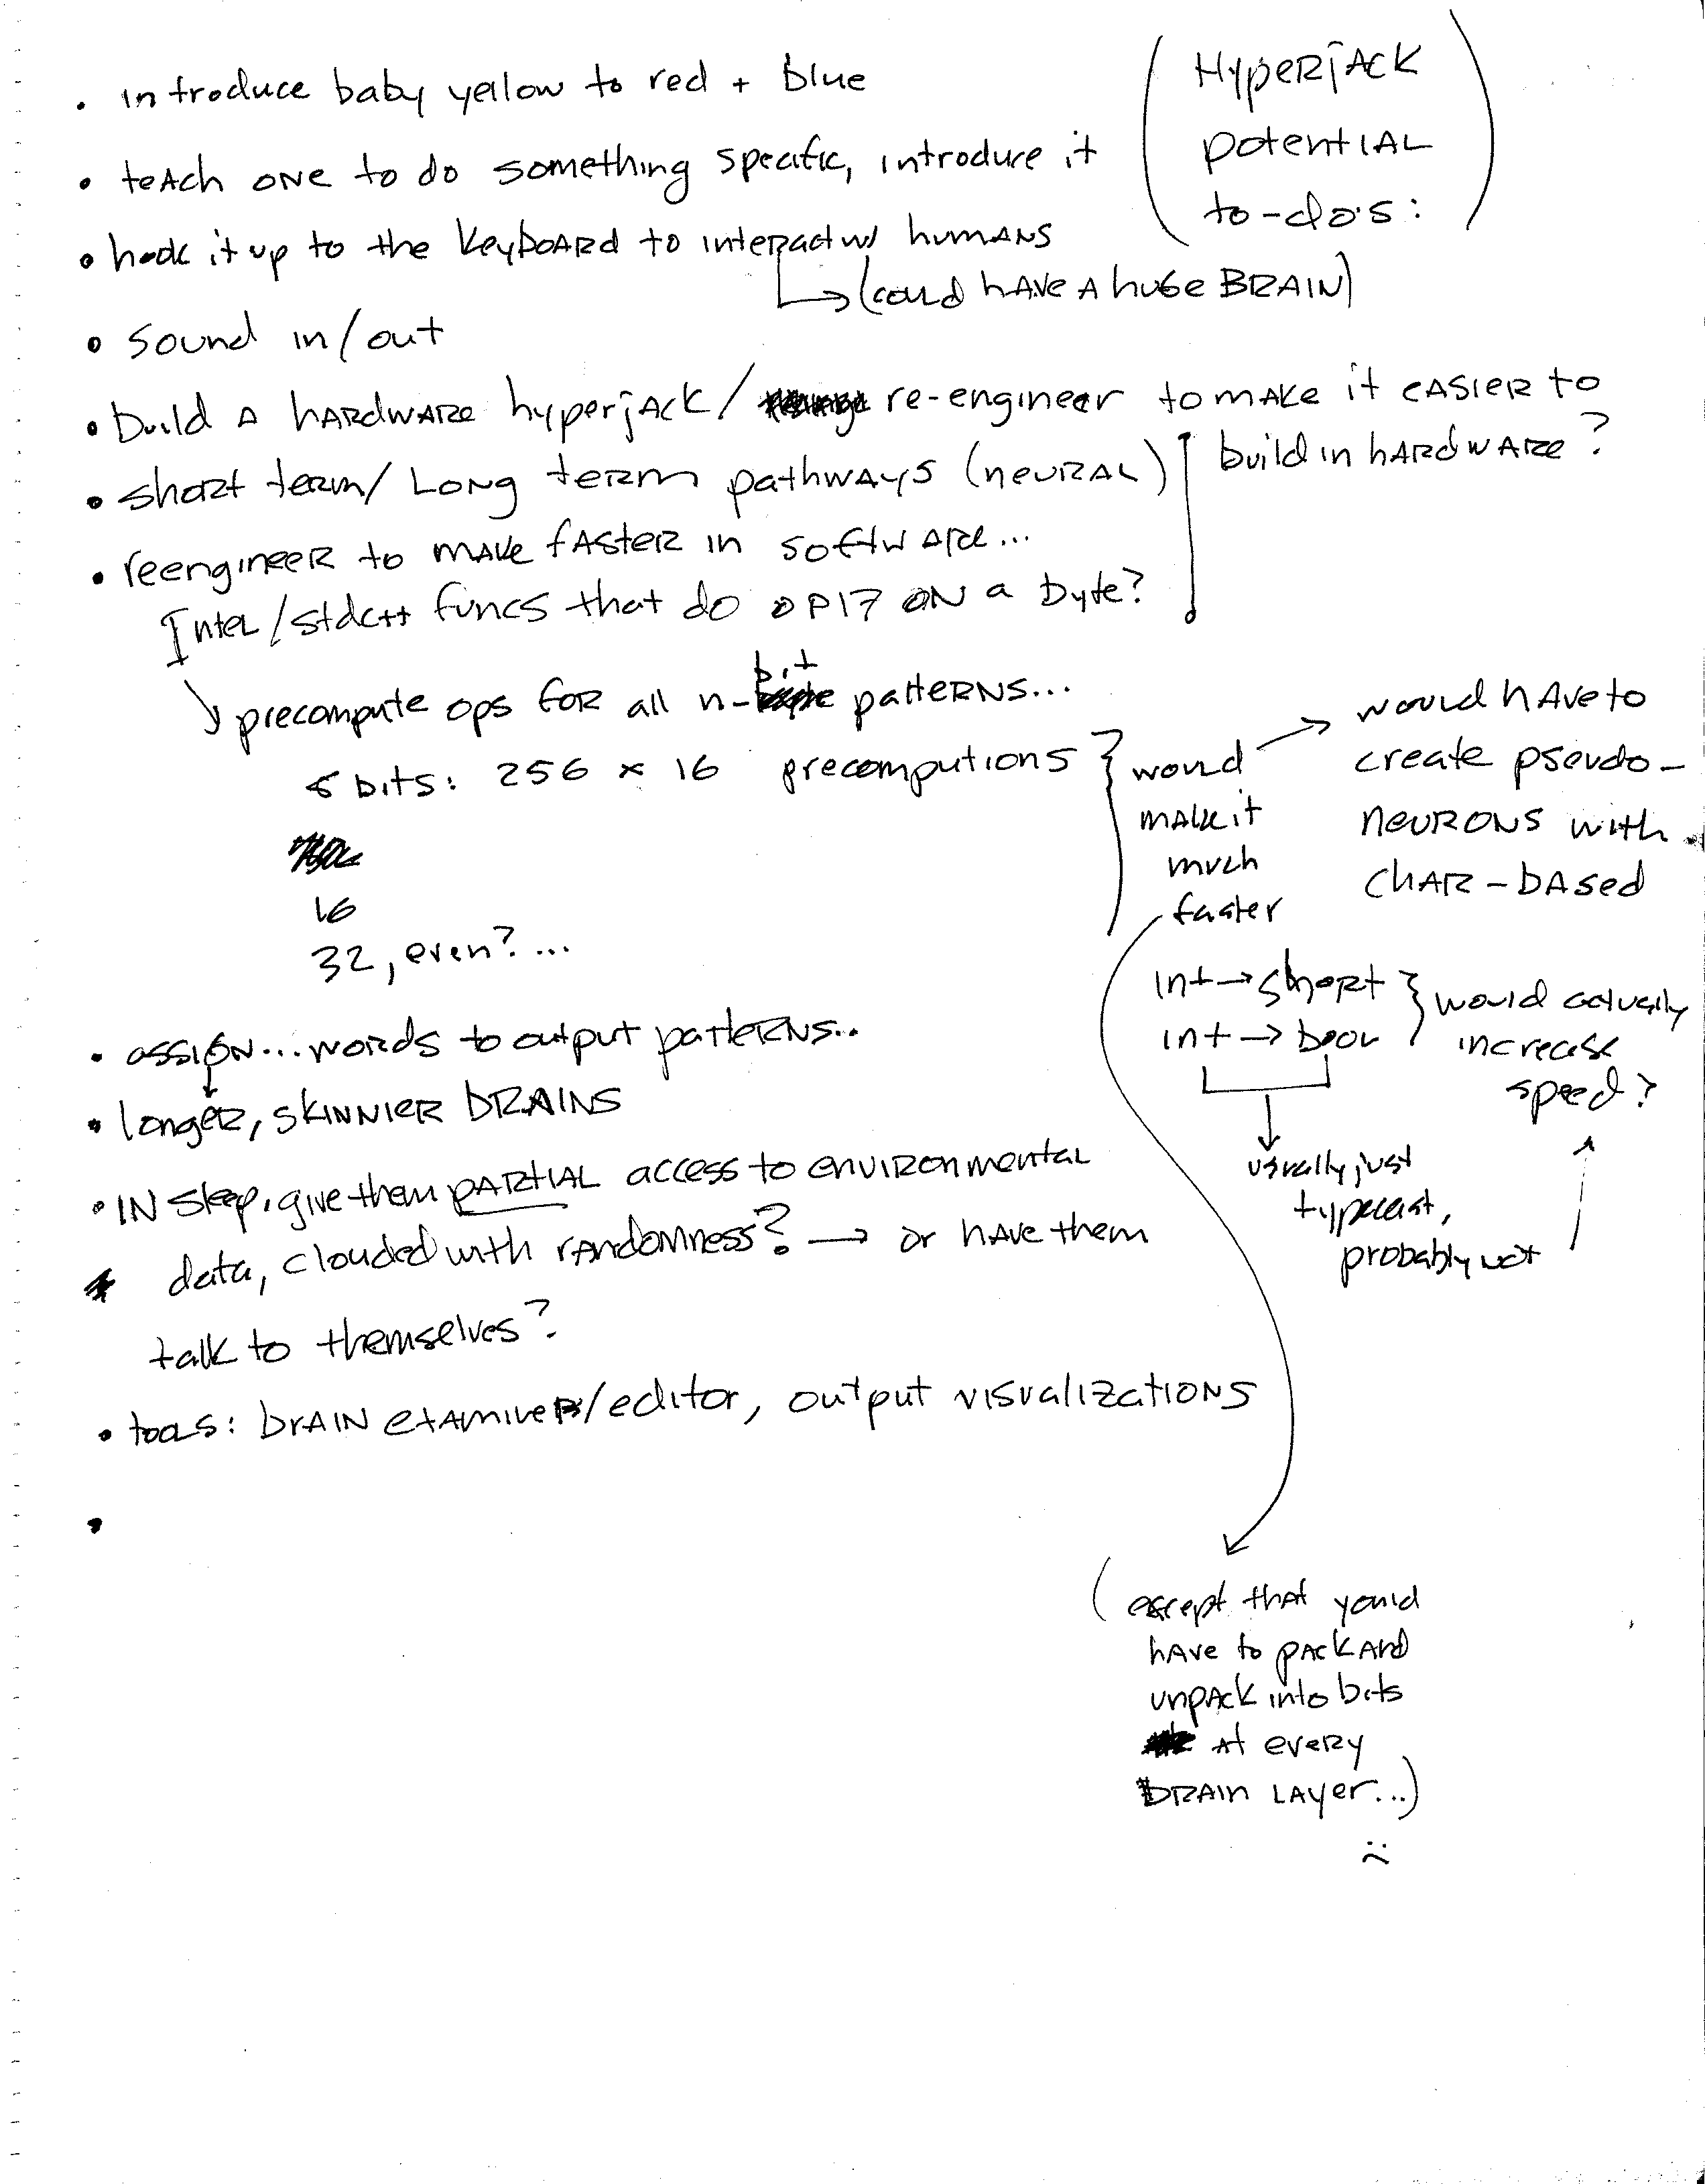 (Hyperjack
potential
to-do's:)
• introduce baby yellow to red + blue
• teach one to do something specific, introduce it
• hook it up to the keyboard to interact w/ humans
(could have a huge BRAIN)
• sound in/out
• build a hardware hyperjack/ re-engineer to make it easier to
build in hardware?
• short term/ Long term pathways (neural)
• reengineer to make faster in software...
Intel/stdc++ funcs that do OP17 ON a byte?
precompute ops for all n-bit patterns...
8 bits: 256 x 16 precomputions
16
32, even?...
would
make it
much
faster
would have to
create pseudo-
neurons with
char-based
int → short
int → bool
would actually
increase
speed?
usually just
typecast,
probably not
• assign... words to output patterns..
• longer, skinnier brains
• IN sleep, give them PARTIAL access to environmental
data, clouded with randomness? → or have them
talk to themselves?
• tools: brain examiner/editor, output visualizations
•
(except that you'd
have to pack and
unpack into bits
at every
brain layer...)
:(